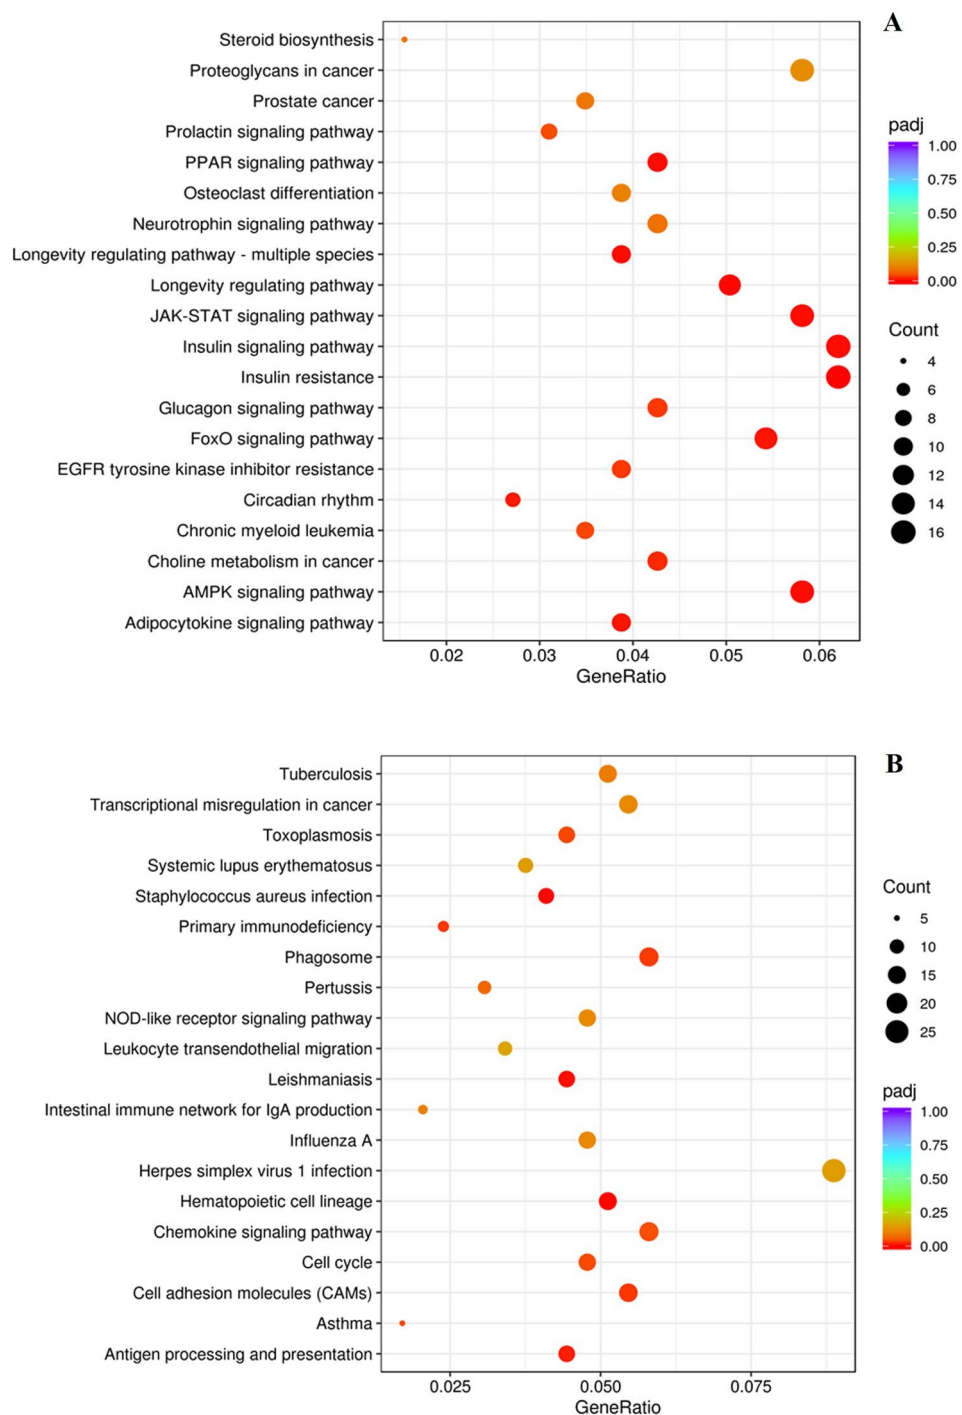 A
Steroid biosynthesis
Proteoglycans in cancer
Prostate cancer
Prolactin signaling pathway
PPAR signaling pathway
Osteoclast differentiation
Neurotrophin signaling pathway
Longevity regulating pathway - multiple species
Longevity regulating pathway
JAK-STAT signaling pathway
Insulin signaling pathway
Insulin resistance
Glucagon signaling pathway
FoxO signaling pathway
EGFR tyrosine kinase inhibitor resistance
Circadian rhythm
Chronic myeloid leukemia
Choline metabolism in cancer
AMPK signaling pathway
Adipocytokine signaling pathway
0.02 0.03 0.04 0.05 0.06
GeneRatio
padj
1.00
0.75
0.50
0.25
0.00
Count
4
6
8
10
12
14
16
B
Tuberculosis
Transcriptional misregulation in cancer
Toxoplasmosis
Systemic lupus erythematosus
Staphylococcus aureus infection
Primary immunodeficiency
Phagosome
Pertussis
NOD-like receptor signaling pathway
Leukocyte transendothelial migration
Leishmaniasis
Intestinal immune network for IgA production
Influenza A
Herpes simplex virus 1 infection
Hematopoietic cell lineage
Chemokine signaling pathway
Cell cycle
Cell adhesion molecules (CAMs)
Asthma
Antigen processing and presentation
0.025 0.050 0.075
GeneRatio
Count
5
10
15
20
25
padj
1.00
0.75
0.50
0.25
0.00